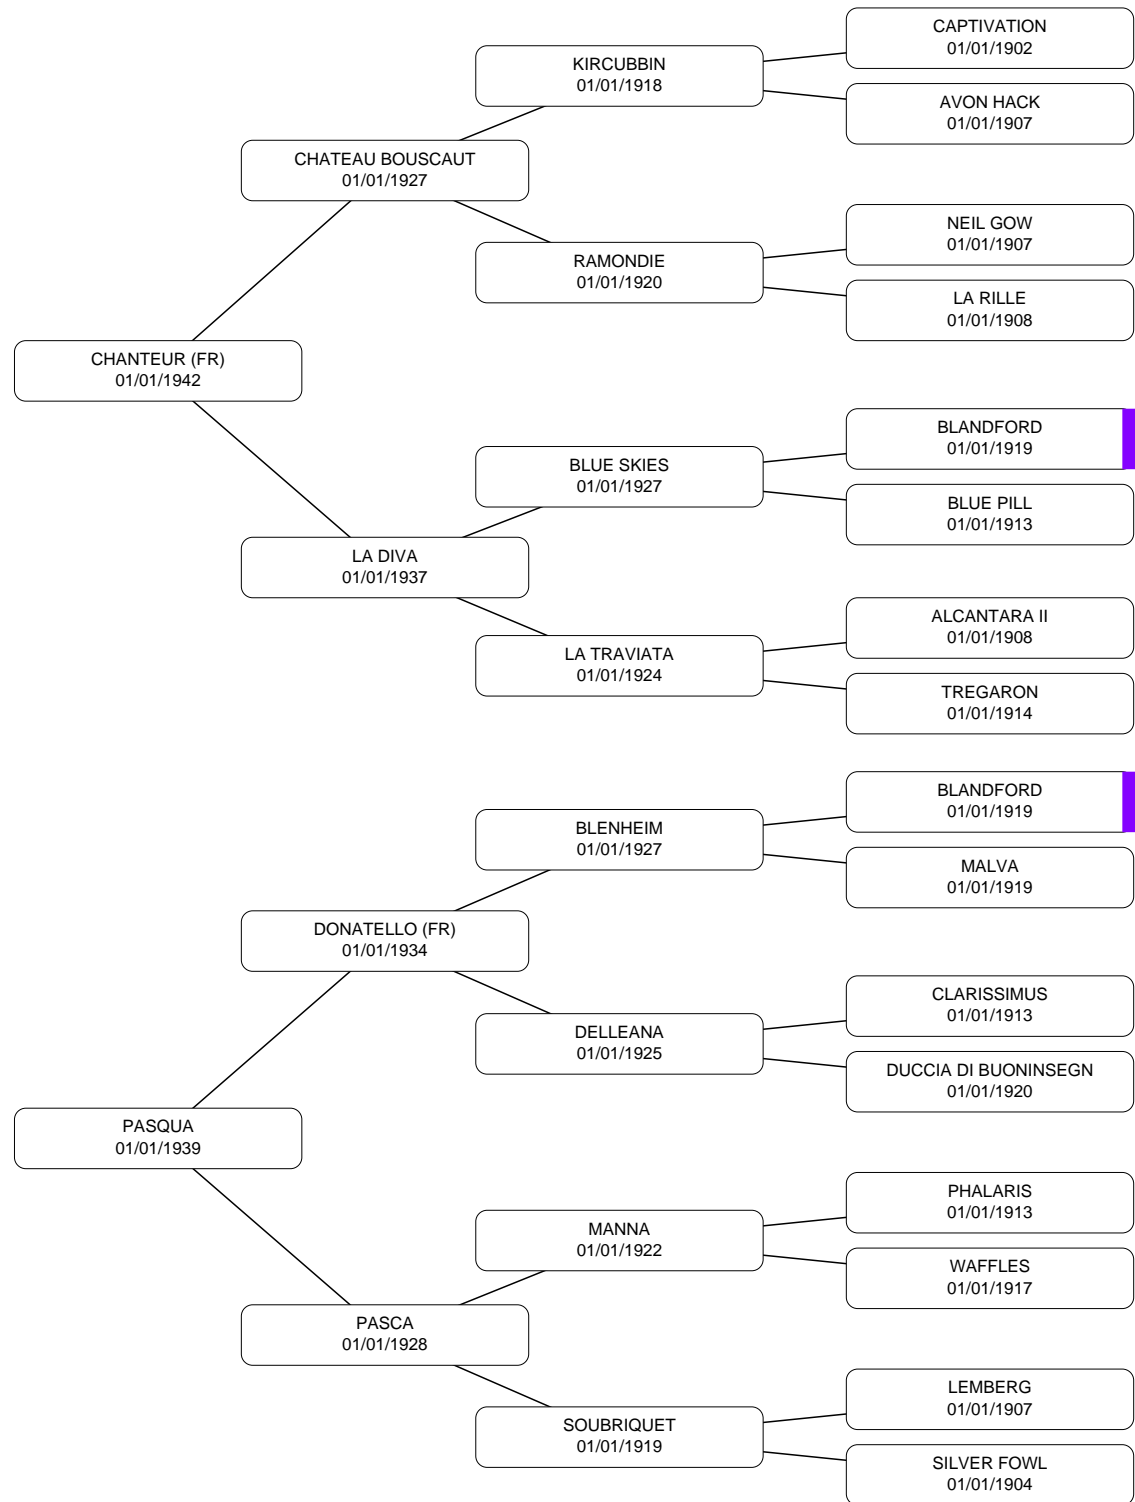 CAPTIVATION
01/01/1902
KIRCUBBIN
01/01/1918
AVON HACK
01/01/1907
CHATEAU BOUSCAUT
01/01/1927
NEIL GOW
01/01/1907
RAMONDIE
01/01/1920
LA RILLE
01/01/1908
CHANTEUR (FR)
01/01/1942
BLANDFORD
01/01/1919
BLUE SKIES
01/01/1927
BLUE PILL
01/01/1913
LA DIVA
01/01/1937
ALCANTARA II
01/01/1908
LA TRAVIATA
01/01/1924
TREGARON
01/01/1914
BLANDFORD
01/01/1919
BLENHEIM
01/01/1927
MALVA
01/01/1919
DONATELLO (FR)
01/01/1934
CLARISSIMUS
01/01/1913
DELLEANA
01/01/1925
DUCCIA DI BUONINSEGN
01/01/1920
PASQUA
01/01/1939
PHALARIS
01/01/1913
MANNA
01/01/1922
WAFFLES
01/01/1917
PASCA
01/01/1928
LEMBERG
01/01/1907
SOUBRIQUET
01/01/1919
SILVER FOWL
01/01/1904